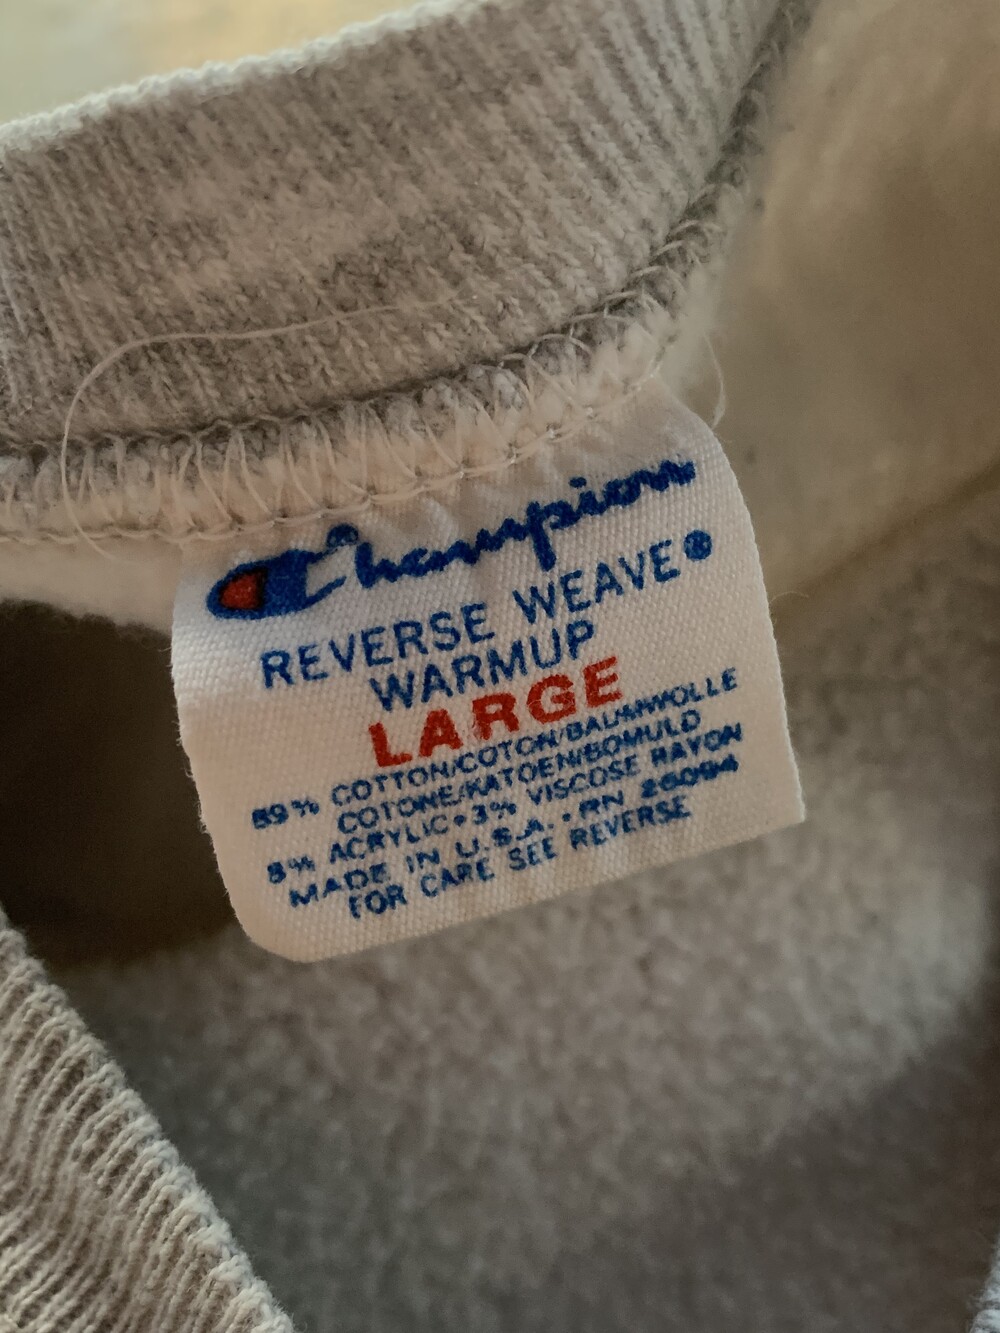 Champion®
REVERSE WEAVE®
WARMUP
LARGE
89% COTTON/COTON/BAUMWOLLE
COTONE/KATOEN/BOMULD
8% ACRYLIC • 3% VISCOSE RAYON
MADE IN U.S.A. • RN 26094
FOR CARE SEE REVERSE